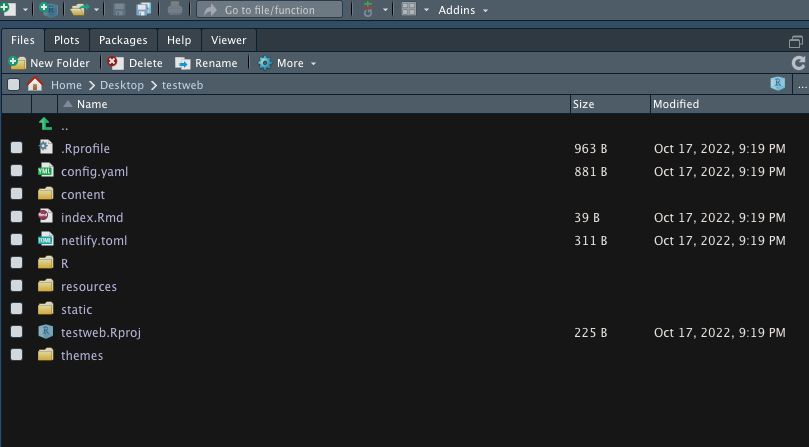 Go to file/function Addins
Files Plots Packages Help Viewer
New Folder Delete Rename More
Home Desktop testweb ...
Name Size Modified
..
.Rprofile 963 B Oct 17, 2022, 9:19 PM
config.yaml 881 B Oct 17, 2022, 9:19 PM
content
index.Rmd 39 B Oct 17, 2022, 9:19 PM
netlify.toml 311 B Oct 17, 2022, 9:19 PM
R
resources
static
testweb.Rproj 225 B Oct 17, 2022, 9:19 PM
themes